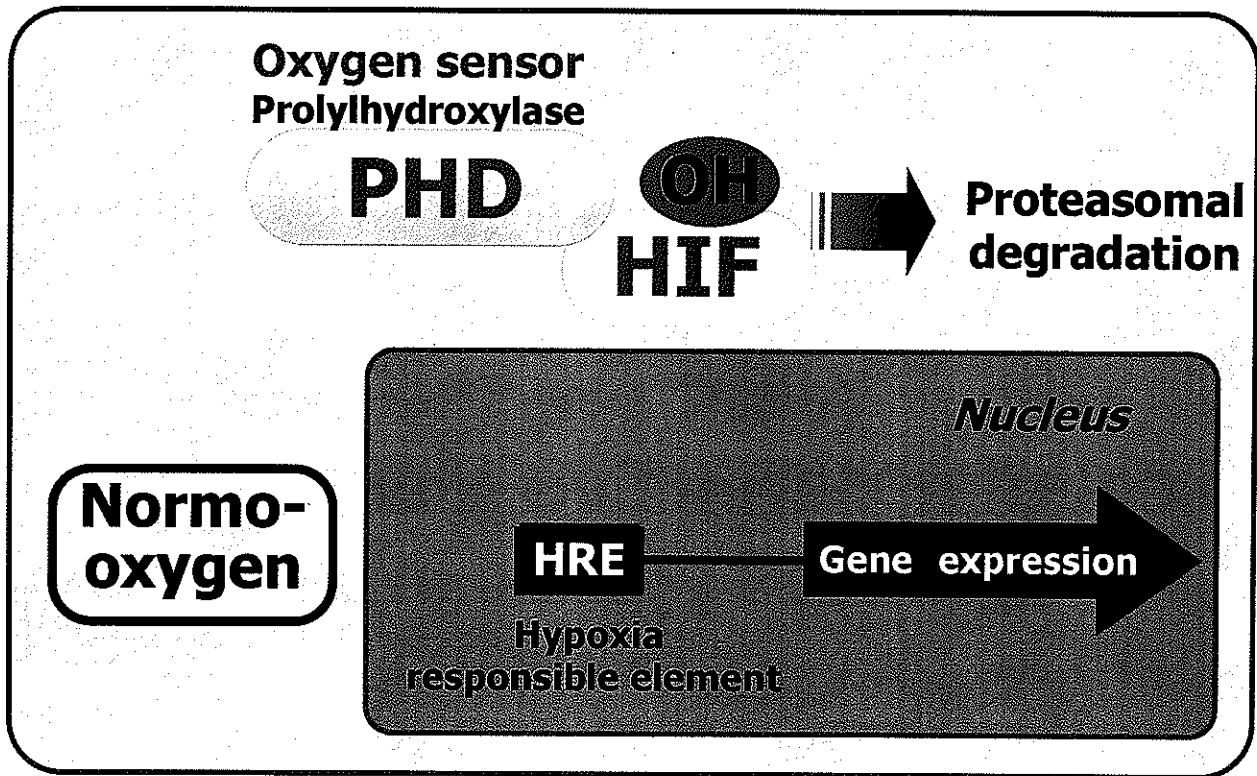 Oxygen sensor
Prolylhydroxylase
PHD
OH
HIF
Proteasomal
degradation
Nucleus
Normo-
oxygen
HRE
Gene expression
Hypoxia
responsible element